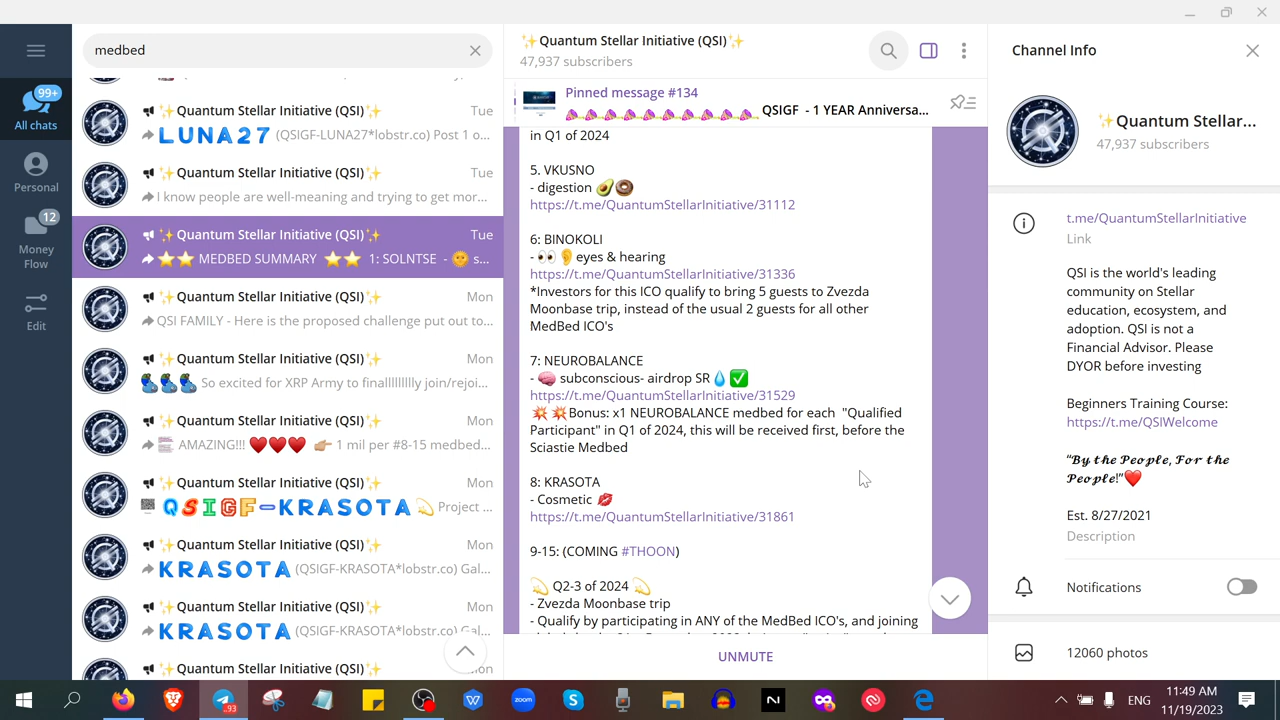 99+
All chats
Personal
12
Money
Flow
Edit
medbed
✨Quantum Stellar Initiative (QSI)✨ Tue
LUNA27 (QSIGF-LUNA27*lobstr.co) Post 1 o...
✨Quantum Stellar Initiative (QSI)✨ Tue
I know people are well-meaning and trying to get mor...
✨Quantum Stellar Initiative (QSI)✨ Tue
⭐⭐ MEDBED SUMMARY ⭐⭐ 1: SOLNTSE - 🌞 s...
✨Quantum Stellar Initiative (QSI)✨ Mon
QSI FAMILY - Here is the proposed challenge put out to...
✨Quantum Stellar Initiative (QSI)✨ Mon
So excited for XRP Army to finallllllllly join/rejoi...
✨Quantum Stellar Initiative (QSI)✨ Mon
AMAZING!!! ❤️❤️❤️ 👉🏼 1 mil per #8-15 medbed...
✨Quantum Stellar Initiative (QSI)✨ Mon
QSIGF-KRASOTA💫 Project ...
✨Quantum Stellar Initiative (QSI)✨ Mon
KRASOTA (QSIGF-KRASOTA*lobstr.co) Gal...
✨Quantum Stellar Initiative (QSI)✨ Mon
KRASOTA (QSIGF-KRASOTA*lobstr.co) Gal...
✨Quantum Stellar Initiative (QSI)✨ Mon
✨Quantum Stellar Initiative (QSI)✨
47,937 subscribers
Pinned message #134
QSIGF - 1 YEAR Anniversa...
in Q1 of 2024
5. VKUSNO
- digestion 🥑🍩
https://t.me/QuantumStellarInitiative/31112
6: BINOKOLI
- 👀 👂eyes & hearing
https://t.me/QuantumStellarInitiative/31336
*Investors for this ICO qualify to bring 5 guests to Zvezda
Moonbase trip, instead of the usual 2 guests for all other
MedBed ICO's
7: NEUROBALANCE
- 🧠 subconscious- airdrop SR💧✅
https://t.me/QuantumStellarInitiative/31529
💥 💥Bonus: x1 NEUROBALANCE medbed for each "Qualified
Participant" in Q1 of 2024, this will be received first, before the
Sciastie Medbed
8: KRASOTA
- Cosmetic 💋
https://t.me/QuantumStellarInitiative/31861
9-15: (COMING #THOON)
💫 Q2-3 of 2024 💫
- Zvezda Moonbase trip
- Qualify by participating in ANY of the MedBed ICO's, and joining
UNMUTE
Channel Info
✨Quantum Stellar...
47,937 subscribers
t.me/QuantumStellarInitiative
Link
QSI is the world's leading
community on Stellar
education, ecosystem, and
adoption. QSI is not a
Financial Advisor. Please
DYOR before investing
Beginners Training Course:
https://t.me/QSIWelcome
"𝓑𝔂 𝓽𝓱𝓮 𝓟𝓮𝓸𝓹𝓵𝓮, 𝓕𝓸𝓻 𝓽𝓱𝓮
𝓟𝓮𝓸𝓹𝓵𝓮!"❤️
Est. 8/27/2021
Description
Notifications
12060 photos
.93
zoom
ENG
11:49 AM
11/19/2023